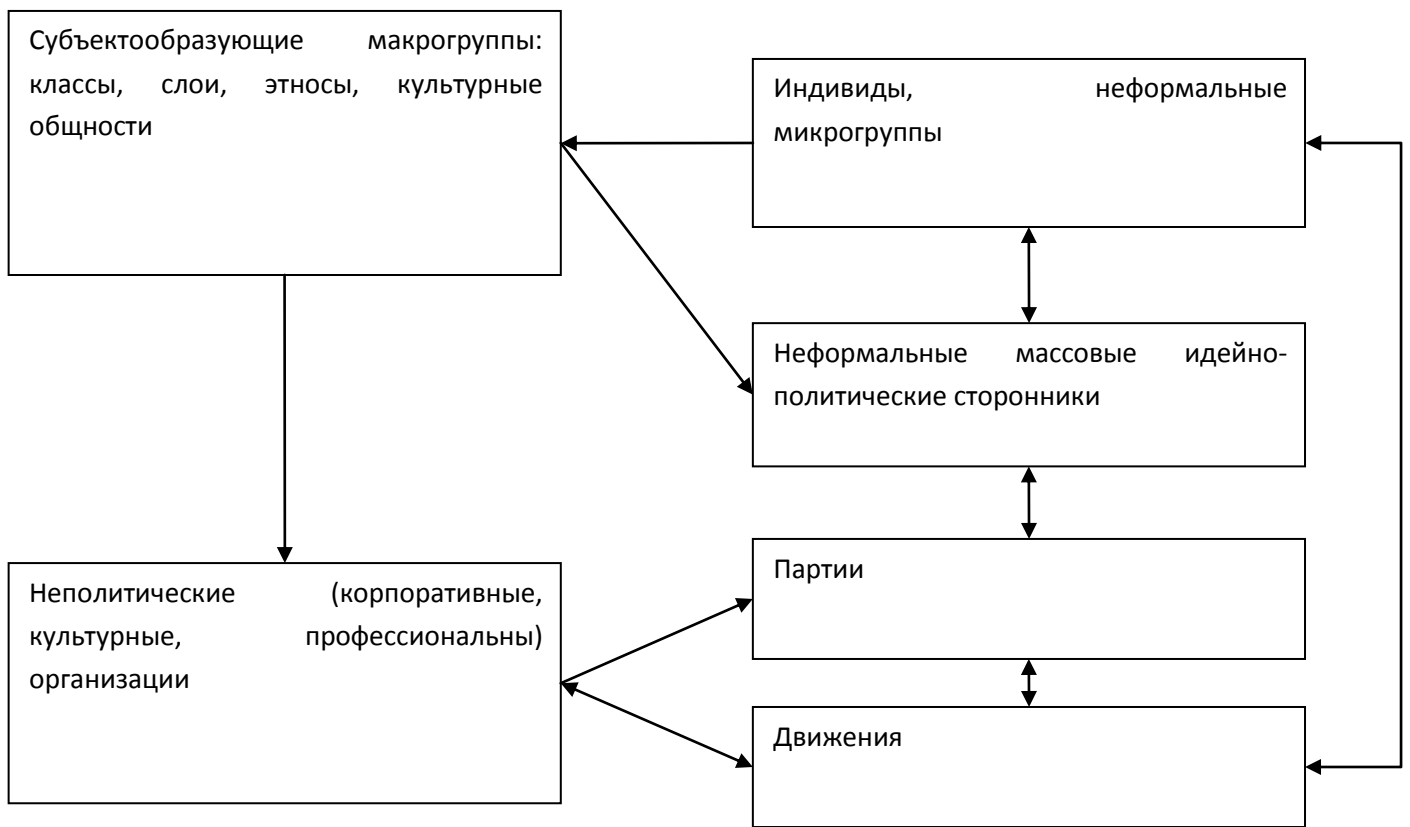 Субъектообразующие макрогруппы:
классы, слои, этносы, культурные
общности
Индивиды, неформальные
микрогруппы
Неформальные массовые идейно-
политические сторонники
Неполитические (корпоративные,
культурные, профессиональны)
организации
Партии
Движения